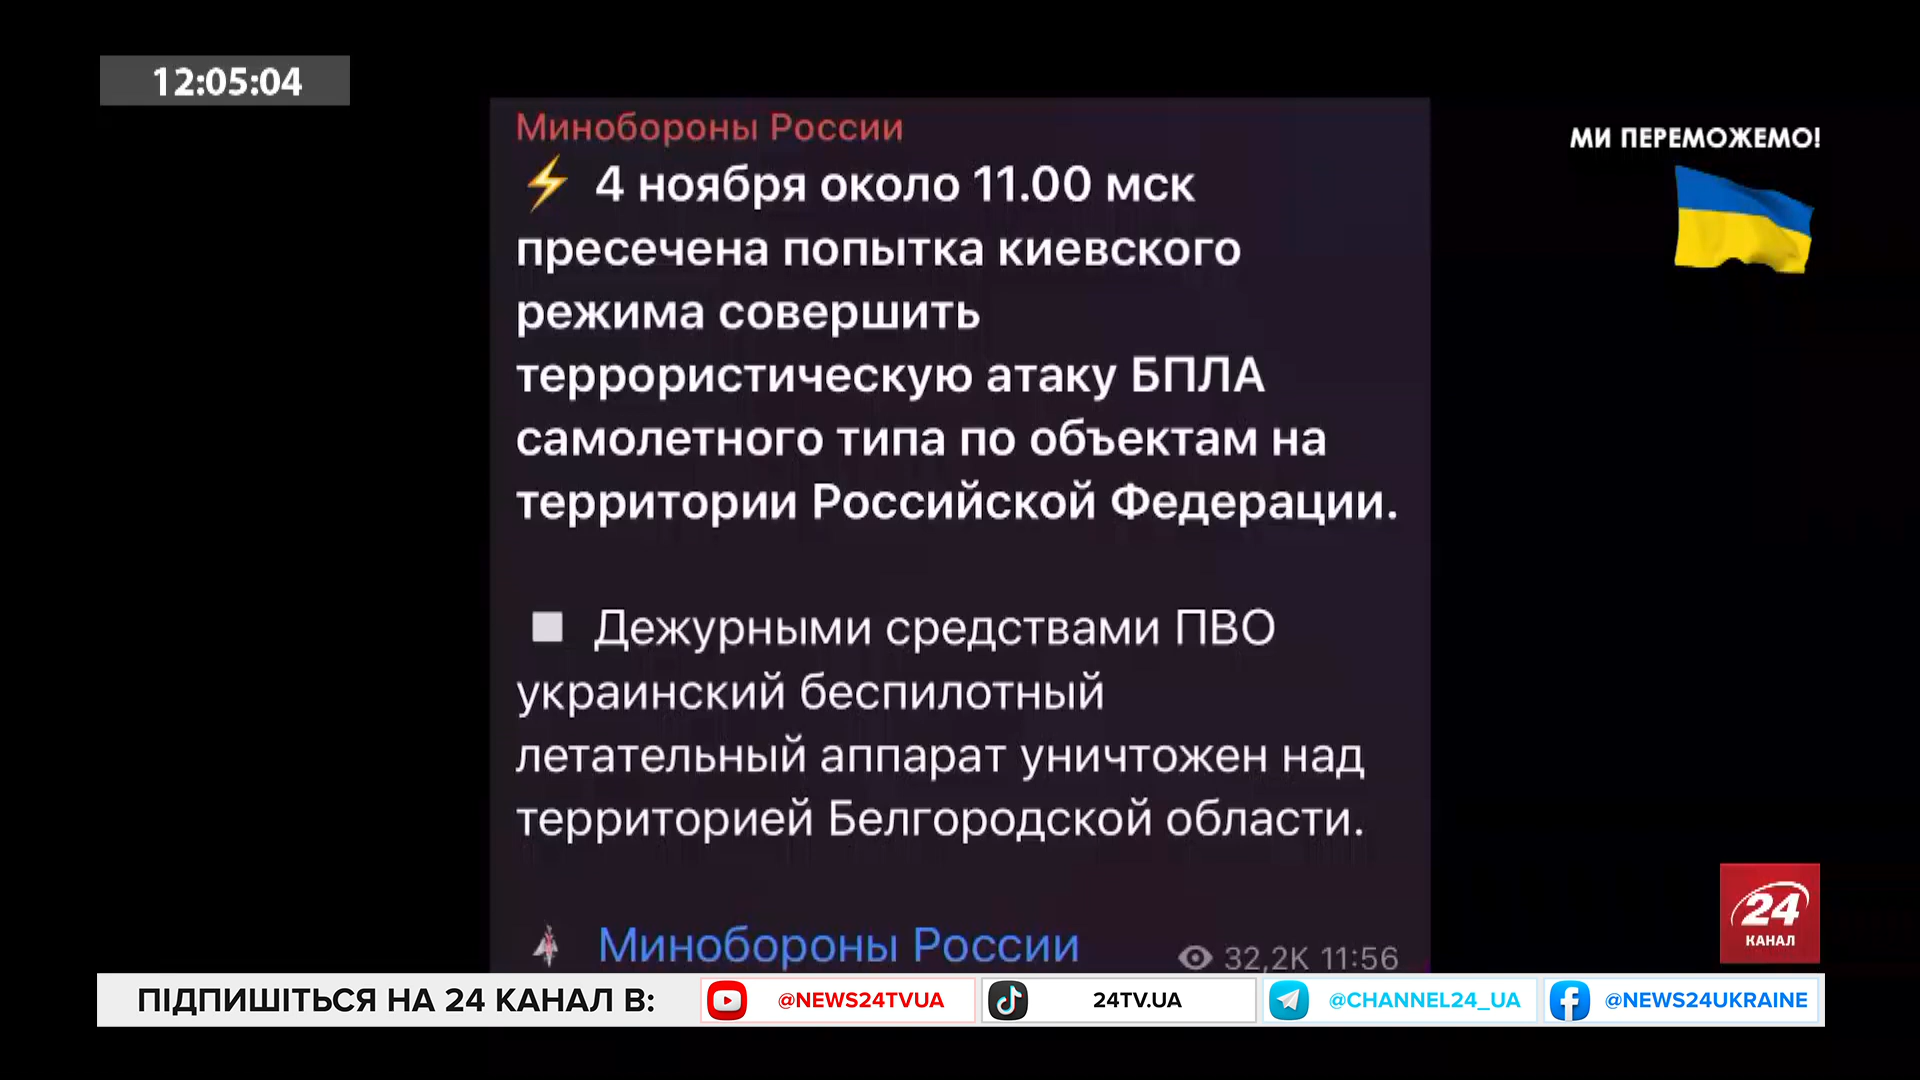 12:05:04
МИ ПЕРЕМОЖЕМО!
Минобороны России
⚡ 4 ноября около 11.00 мск
пресечена попытка киевского
режима совершить
террористическую атаку БПЛА
самолетного типа по объектам на
территории Российской Федерации.
Дежурными средствами ПВО
украинский беспилотный
летательный аппарат уничтожен над
территорией Белгородской области.
Минобороны России
32,2K 11:56
24
КАНАЛ
ПІДПИШІТЬСЯ НА 24 КАНАЛ В: @NEWS24TVUA 24TV.UA @CHANNEL24_UA @NEWS24UKRAINE